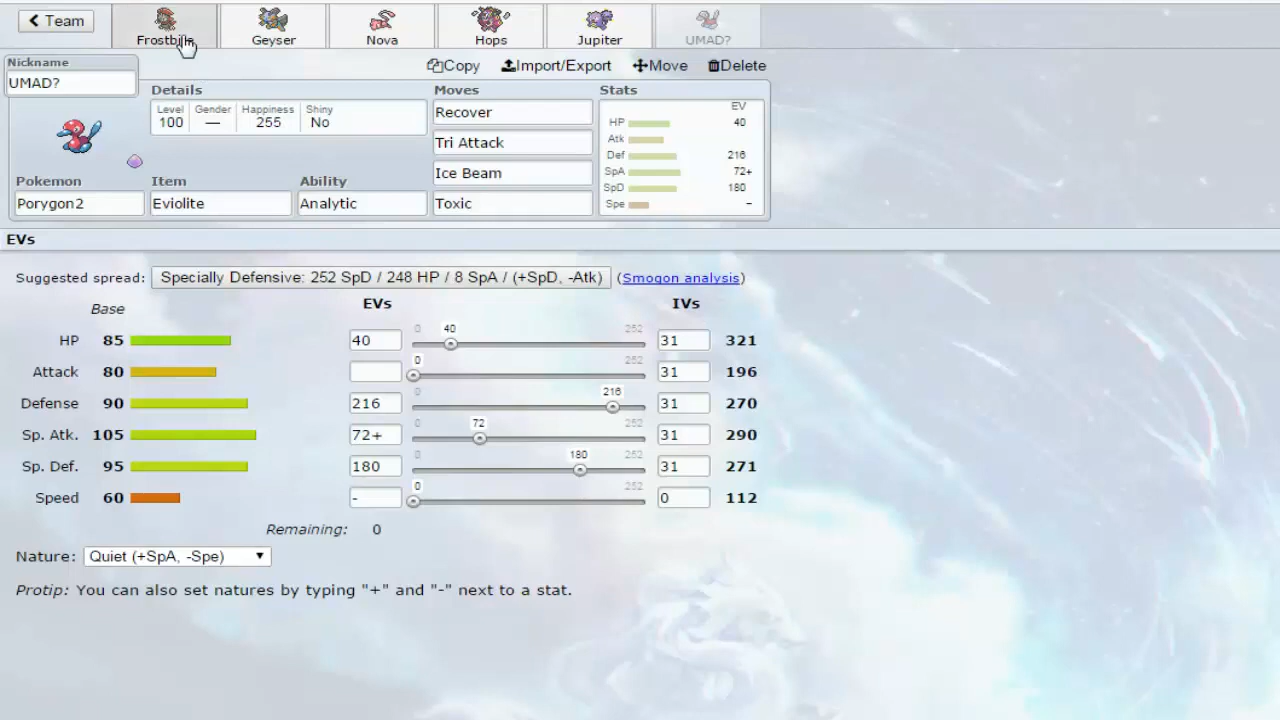 Team
Frostbite Geyser Nova Hops Jupiter UMAD?
Nickname
UMAD?
Copy Import/Export Move Delete
Details Moves Stats
Level Gender Happiness Shiny
100 — 255 No
Recover
Tri Attack
Ice Beam
Toxic
EV
HP 40
Atk
Def 216
SpA 72+
SpD 180
Spe –
Pokemon Item Ability
Porygon2 Eviolite Analytic
EVs
Suggested spread: Specially Defensive: 252 SpD / 248 HP / 8 SpA / (+SpD, -Atk) (Smogon analysis)
Base EVs IVs
HP 85 40 0 40 252 31 321
Attack 80 0 252 31 196
Defense 90 216 0 216 252 31 270
Sp. Atk. 105 72+ 0 72 252 31 290
Sp. Def. 95 180 0 180 252 31 271
Speed 60 - 0 252 0 112
Remaining: 0
Nature: Quiet (+SpA, -Spe)
Protip: You can also set natures by typing "+" and "-" next to a stat.